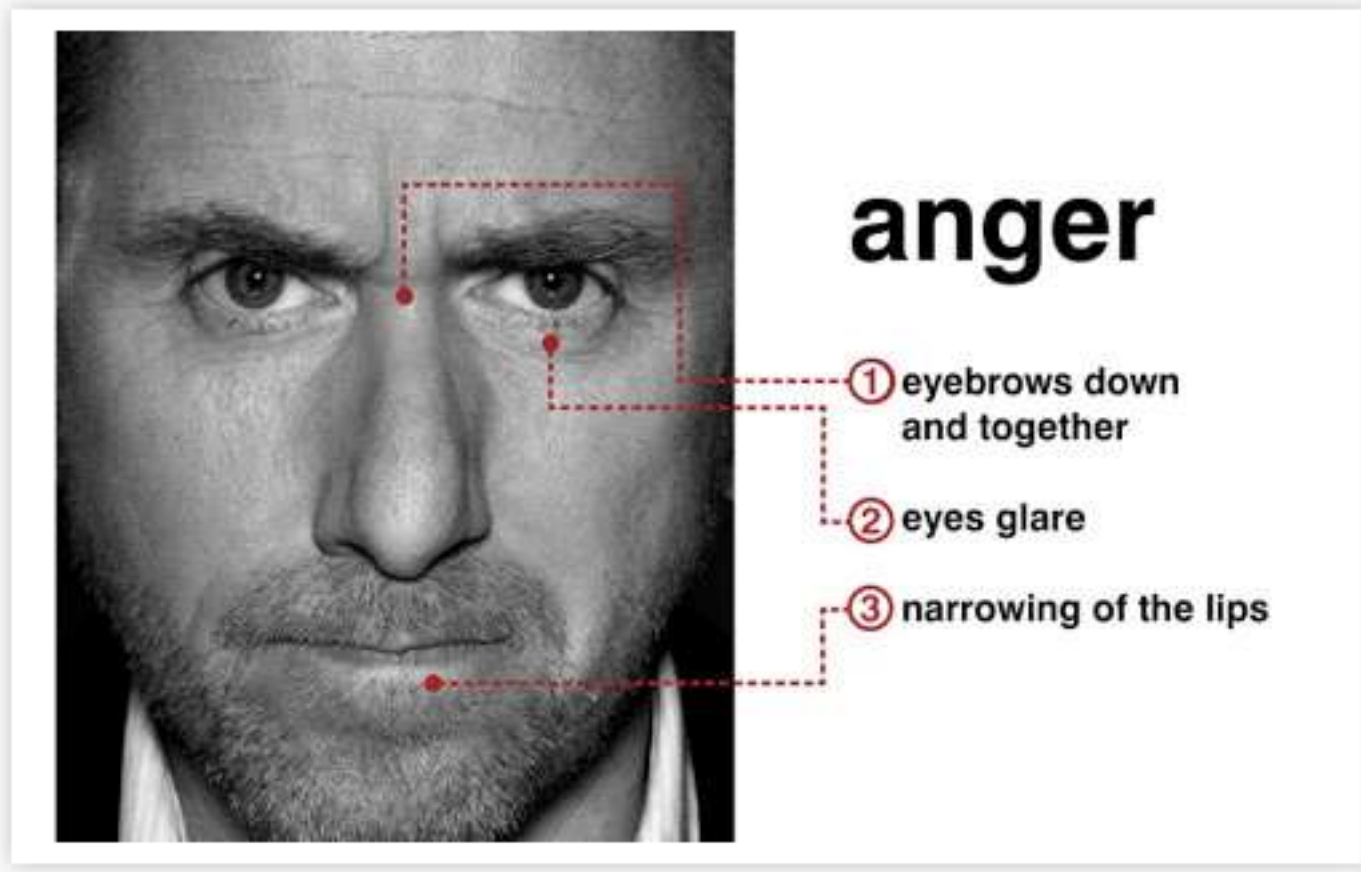 anger
1 eyebrows down
and together
2 eyes glare
3 narrowing of the lips